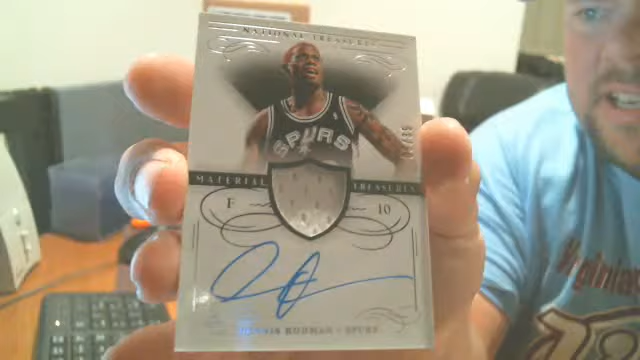 NATIONAL TREASURES
SPURS
MATERIAL TREASURES
F 10
DENNIS RODMAN • SPURS